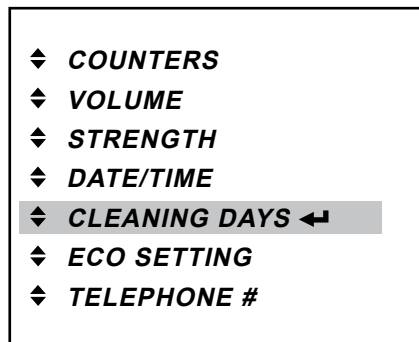 COUNTERS
VOLUME
STRENGTH
DATE/TIME
CLEANING DAYS
ECO SETTING
TELEPHONE #